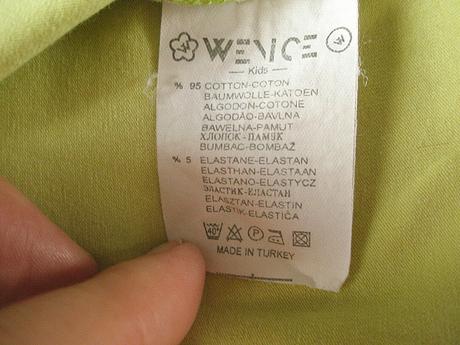 WENICE
Kids
% 95 COTTON-COTON
BAUMWOLLE-KATOEN
ALGODON-COTONE
ALGODÃO-BAVLNA
BAWELNA-PAMUT
ХЛОПОК-ПАМУК
BUMBAC-BOMBAŽ
% 5 ELASTANE-ELASTAN
ELASTHAN-ELASTAAN
ELASTANO-ELASTYCZ
ЭЛАСТИК-ЕЛАСТАН
ELASZTAN-ELASTIN
ELASTIK-ELASTIČA
40° P
MADE IN TURKEY